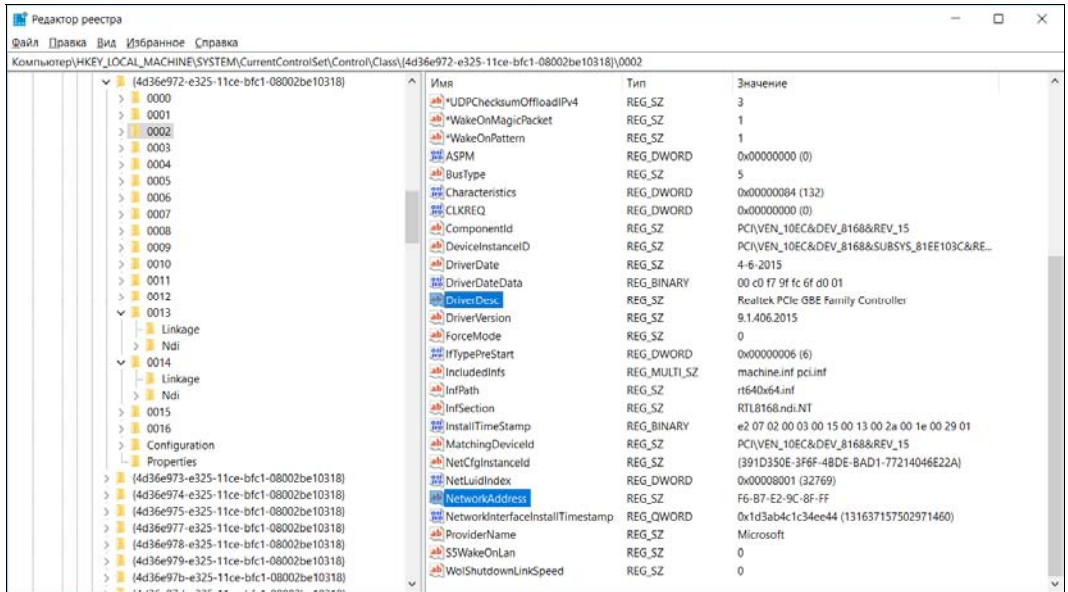 Редактор реестра
Файл Правка Вид Избранное Справка
Компьютер\HKEY_LOCAL_MACHINE\SYSTEM\CurrentControlSet\Control\Class\{4d36e972-e325-11ce-bfc1-08002be10318}\0002
{4d36e972-e325-11ce-bfc1-08002be10318}
0000
0001
0002
0003
0004
0005
0006
0007
0008
0009
0010
0011
0012
0013
Linkage
Ndi
0014
Linkage
Ndi
0015
0016
Configuration
Properties
{4d36e973-e325-11ce-bfc1-08002be10318}
{4d36e974-e325-11ce-bfc1-08002be10318}
{4d36e975-e325-11ce-bfc1-08002be10318}
{4d36e977-e325-11ce-bfc1-08002be10318}
{4d36e978-e325-11ce-bfc1-08002be10318}
{4d36e979-e325-11ce-bfc1-08002be10318}
{4d36e97b-e325-11ce-bfc1-08002be10318}
Имя Тип Значение
*UDPChecksumOffloadIPv4 REG_SZ 3
*WakeOnMagicPacket REG_SZ 1
*WakeOnPattern REG_SZ 1
ASPM REG_DWORD 0x00000000 (0)
BusType REG_SZ 5
Characteristics REG_DWORD 0x00000084 (132)
CLKREQ REG_DWORD 0x00000000 (0)
ComponentId REG_SZ PCI\VEN_10EC&DEV_8168&REV_15
DeviceInstanceID REG_SZ PCI\VEN_10EC&DEV_8168&SUBSYS_81EE103C&RE...
DriverDate REG_SZ 4-6-2015
DriverDateData REG_BINARY 00 c0 f7 9f fc 6f d0 01
DriverDesc REG_SZ Realtek PCIe GBE Family Controller
DriverVersion REG_SZ 9.1.406.2015
ForceMode REG_SZ 0
IfTypePreStart REG_DWORD 0x00000006 (6)
IncludedInfs REG_MULTI_SZ machine.inf pci.inf
InfPath REG_SZ rt640x64.inf
InfSection REG_SZ RTL8168.ndi.NT
InstallTimeStamp REG_BINARY e2 07 02 00 03 00 15 00 13 00 2a 00 1e 00 29 01
MatchingDeviceId REG_SZ PCI\VEN_10EC&DEV_8168&REV_15
NetCfgInstanceId REG_SZ {391D350E-3F6F-4BDE-BAD1-77214046E22A}
NetLuidIndex REG_DWORD 0x00008001 (32769)
NetworkAddress REG_SZ F6-B7-E2-9C-8F-FF
NetworkInterfaceInstallTimestamp REG_QWORD 0x1d3ab4c1c34ee44 (131637157502971460)
ProviderName REG_SZ Microsoft
S5WakeOnLan REG_SZ 0
WolShutdownLinkSpeed REG_SZ 0